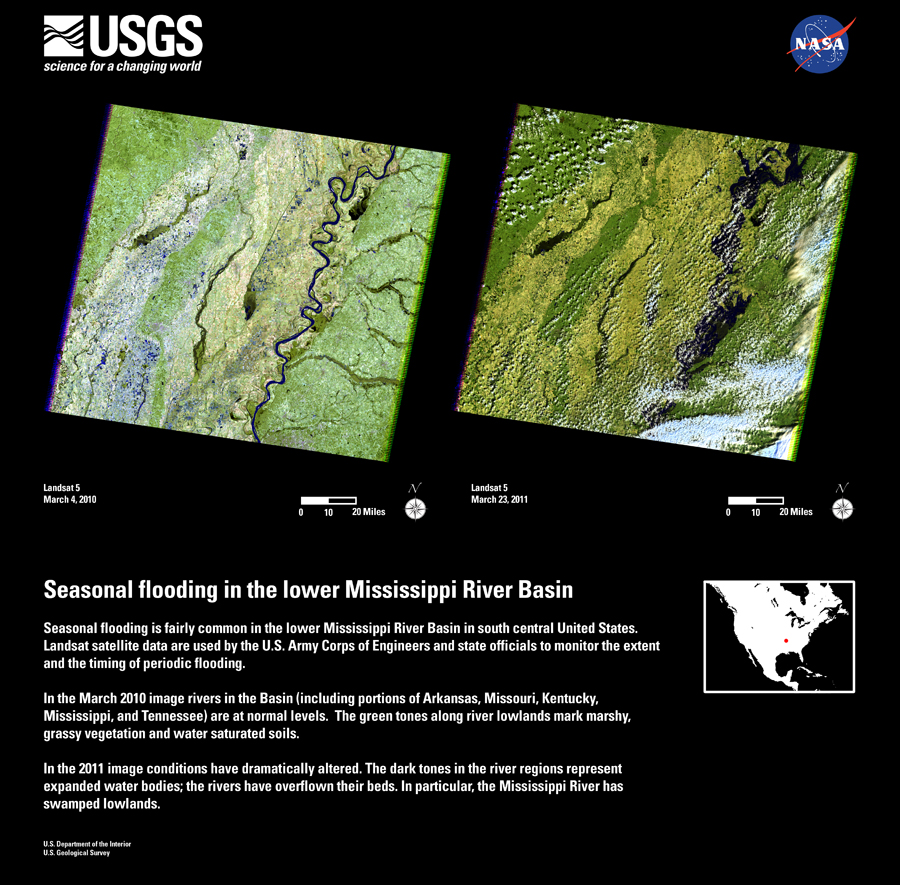 USGS
science for a changing world
NASA
Landsat 5
March 4, 2010
N
0 10 20 Miles
Landsat 5
March 23, 2011
N
0 10 20 Miles
Seasonal flooding in the lower Mississippi River Basin
Seasonal flooding is fairly common in the lower Mississippi River Basin in south central United States.
Landsat satellite data are used by the U.S. Army Corps of Engineers and state officials to monitor the extent
and the timing of periodic flooding.
In the March 2010 image rivers in the Basin (including portions of Arkansas, Missouri, Kentucky,
Mississippi, and Tennessee) are at normal levels.  The green tones along river lowlands mark marshy,
grassy vegetation and water saturated soils.
In the 2011 image conditions have dramatically altered. The dark tones in the river regions represent
expanded water bodies; the rivers have overflown their beds. In particular, the Mississippi River has
swamped lowlands.
U.S. Department of the Interior
U.S. Geological Survey